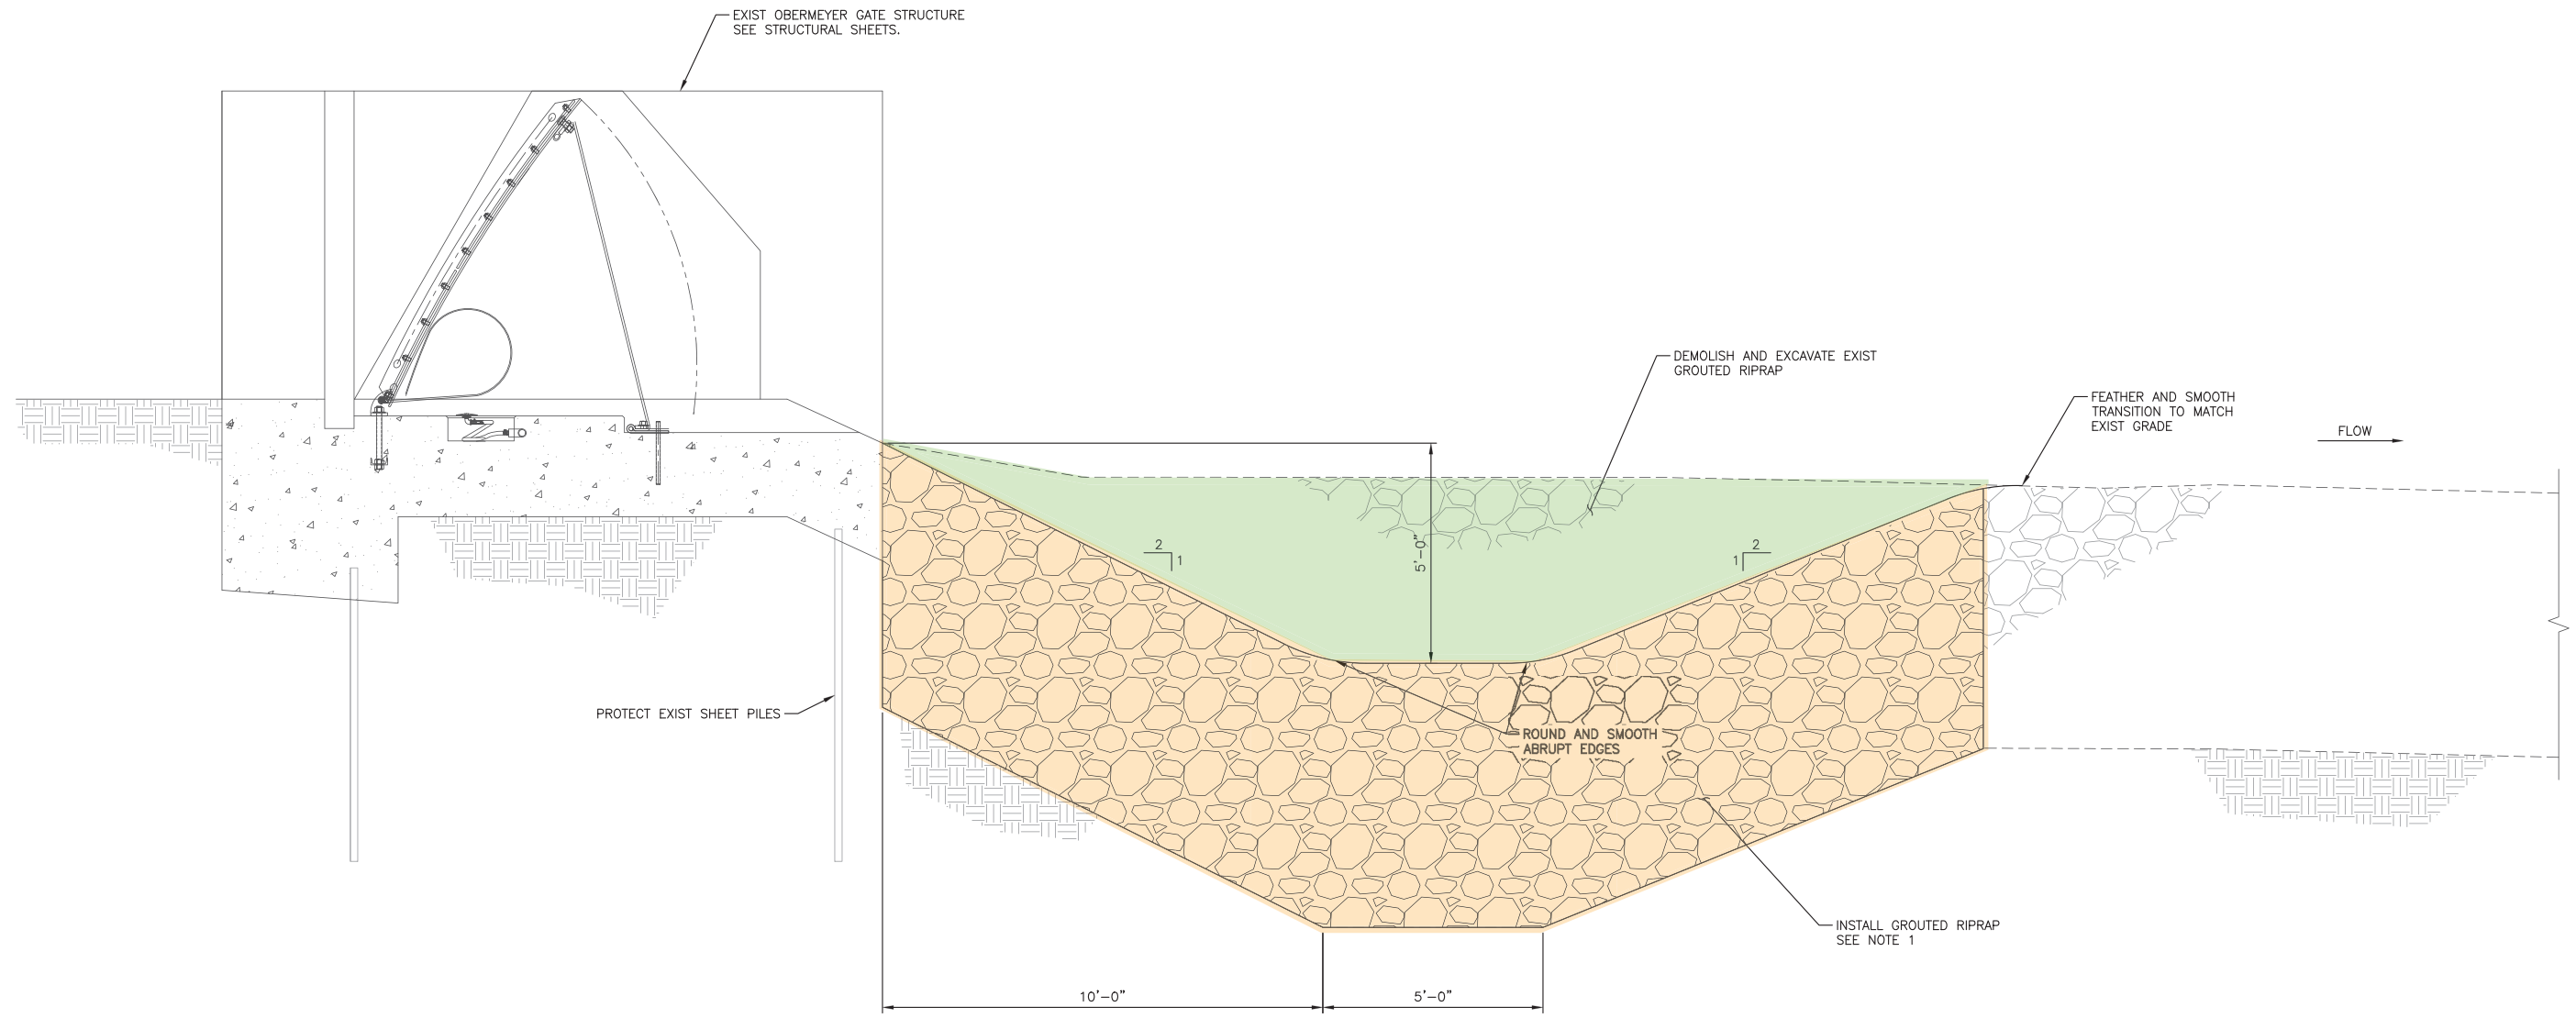 EXIST OBERMEYER GATE STRUCTURE
SEE STRUCTURAL SHEETS.
DEMOLISH AND EXCAVATE EXIST
GROUTED RIPRAP
FEATHER AND SMOOTH
TRANSITION TO MATCH
EXIST GRADE
FLOW
2
1
5'-0"
2
1
PROTECT EXIST SHEET PILES
ROUND AND SMOOTH
ABRUPT EDGES
INSTALL GROUTED RIPRAP
SEE NOTE 1
10'-0"
5'-0"